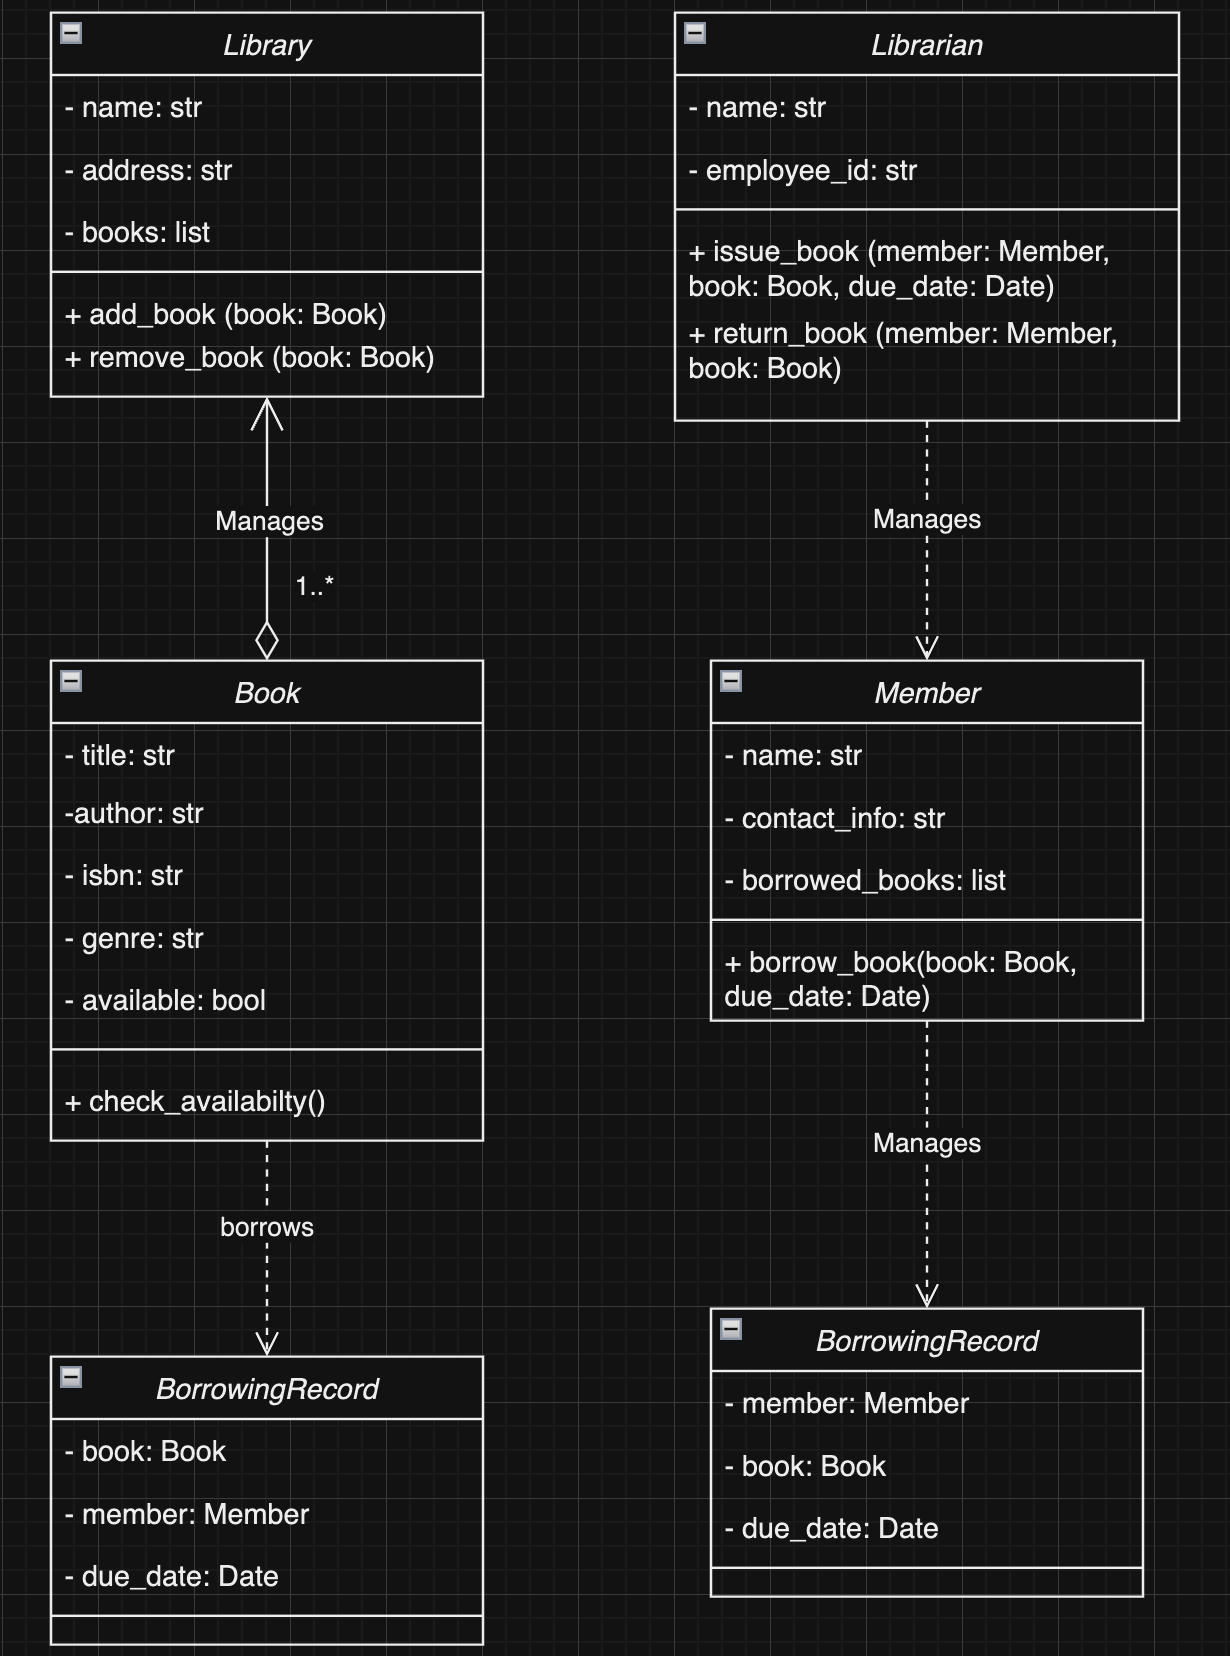 Library
- name: str
- address: str
- books: list
+ add_book (book: Book)
+ remove_book (book: Book)
Manages
1..*
Book
- title: str
-author: str
- isbn: str
- genre: str
- available: bool
+ check_availabilty()
borrows
BorrowingRecord
- book: Book
- member: Member
- due_date: Date
Librarian
- name: str
- employee_id: str
+ issue_book (member: Member,
book: Book, due_date: Date)
+ return_book (member: Member,
book: Book)
Manages
Member
- name: str
- contact_info: str
- borrowed_books: list
+ borrow_book(book: Book,
due_date: Date)
Manages
BorrowingRecord
- member: Member
- book: Book
- due_date: Date